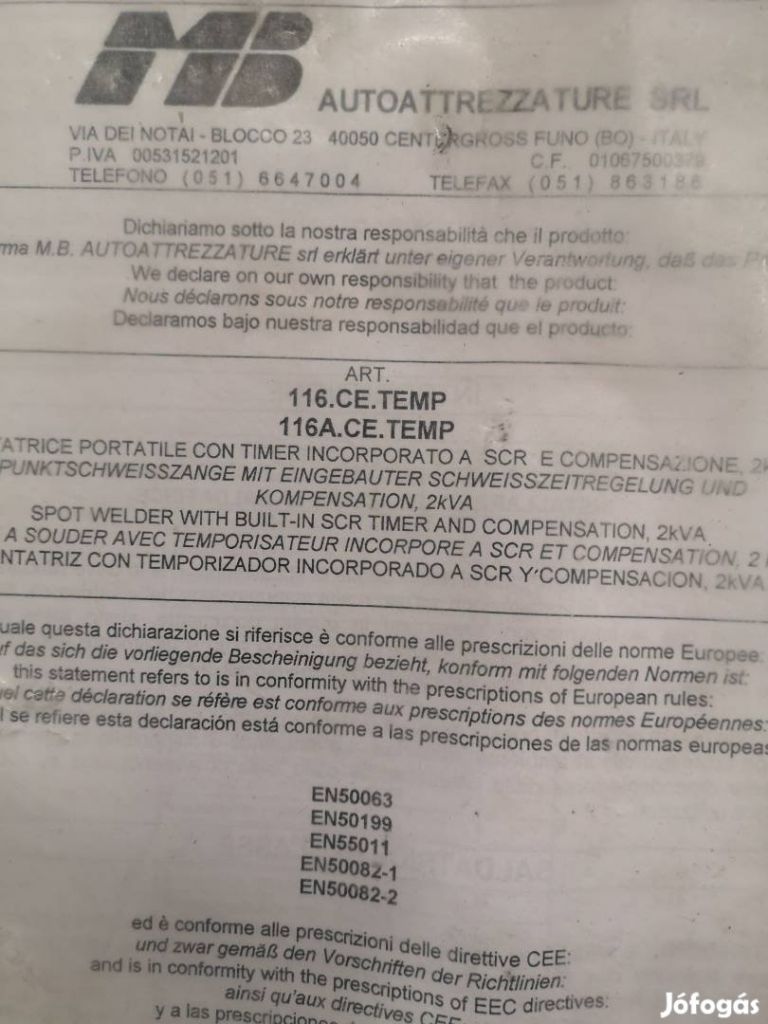 MB AUTOATTREZZATURE SRL
VIA DEI NOTAI - BLOCCO 23 40050 CENTERGROSS FUNO (BO) - ITALY
P.IVA 00531521201 C.F. 01067500379
TELEFONO (051) 6647004 TELEFAX (051) 863186
Dichiariamo sotto la nostra responsabilità che il prodotto:
M.B. AUTOATTREZZATURE srl erklärt unter eigener Verantwortung, daß das
We declare on our own responsibility that the product:
Nous déclarons sous notre responsabilité que le produit:
Declaramos bajo nuestra responsabilidad que el producto:
ART.
116.CE.TEMP
116A.CE.TEMP
ATRICE PORTATILE CON TIMER INCORPORATO A SCR E COMPENSAZIONE, 2k
PUNKTSCHWEISSZANGE MIT EINGEBAUTER SCHWEISSZEITREGELUNG UND
KOMPENSATION, 2kVA
SPOT WELDER WITH BUILT-IN SCR TIMER AND COMPENSATION, 2kVA
A SOUDER AVEC TEMPORISATEUR INCORPORE A SCR ET COMPENSATION, 2
NTATRIZ CON TEMPORIZADOR INCORPORADO A SCR Y COMPENSACION, 2kVA
uale questa dichiarazione si riferisce è conforme alle prescrizioni delle norme Europee:
f das sich die vorliegende Bescheinigung bezieht, konform mit folgenden Normen ist:
this statement refers to is in conformity with the prescriptions of European rules:
el cette déclaration se réfère est conforme aux prescriptions des normes Européennes:
l se refiere esta declaración está conforme a las prescripciones de las normas europeas
EN50063
EN50199
EN55011
EN50082-1
EN50082-2
ed è conforme alle prescrizioni delle direttive CEE:
und zwar gemäß den Vorschriften der Richtlinien:
and is in conformity with the prescriptions of EEC directives:
ainsi qu'aux directives CEE
y a las prescripciones
Jófogás